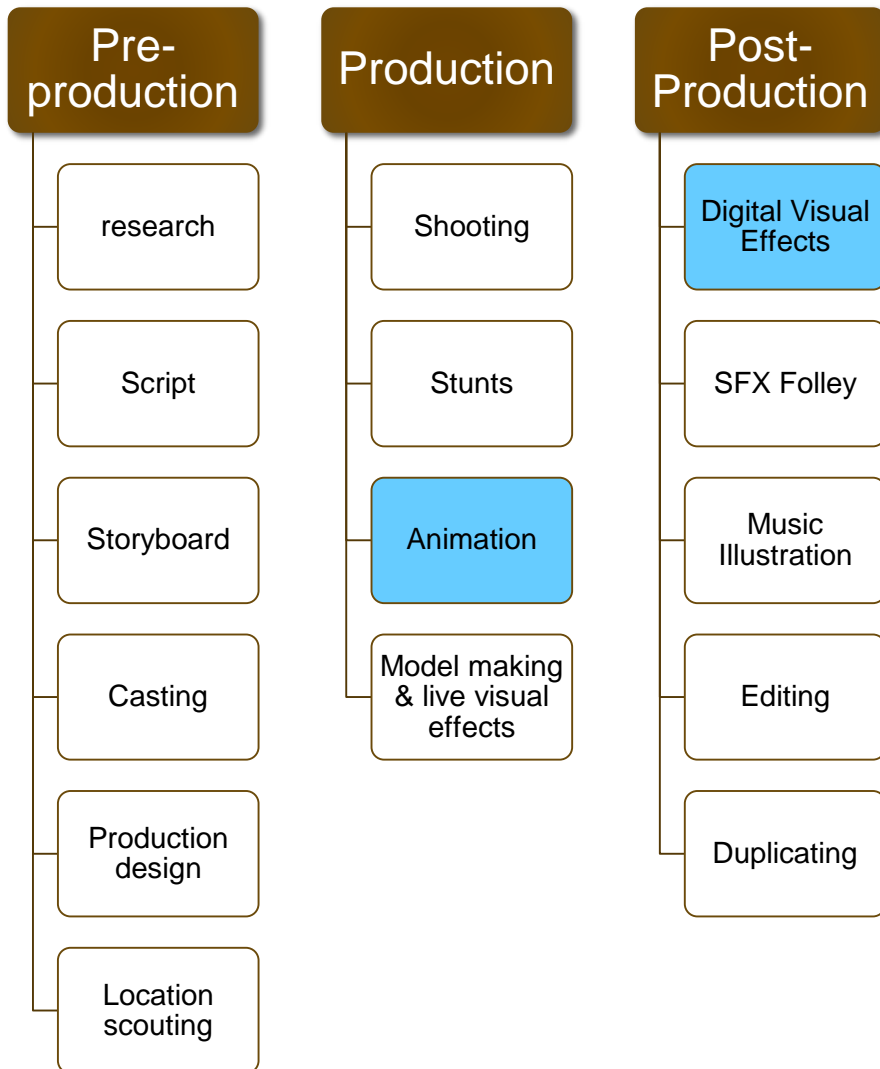 Pre-
production
research
Script
Storyboard
Casting
Production
design
Location
scouting
Production
Shooting
Stunts
Animation
Model making
& live visual
effects
Post-
Production
Digital Visual
Effects
SFX Folley
Music
Illustration
Editing
Duplicating